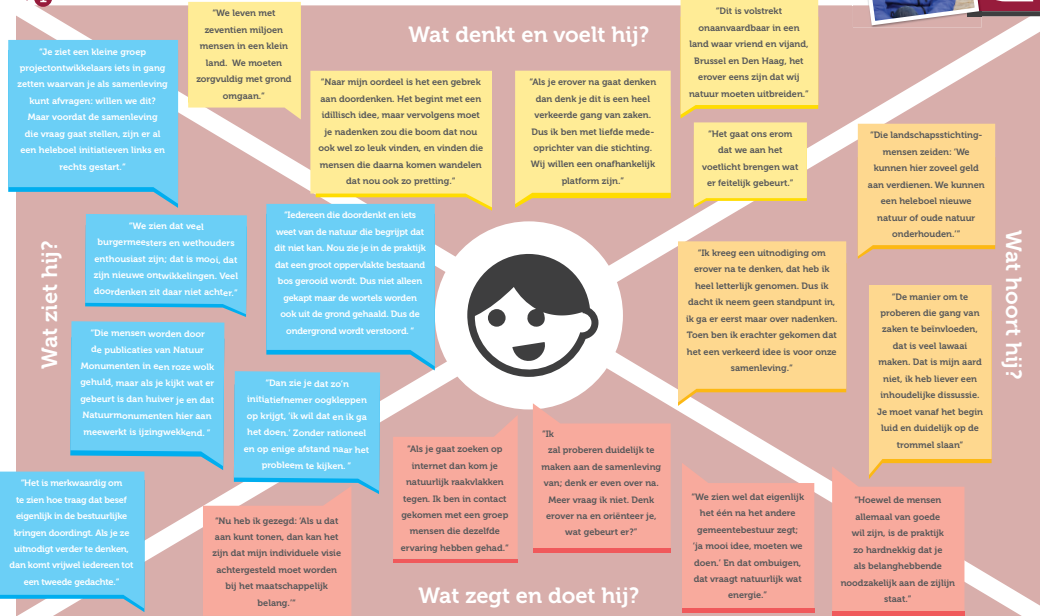 Wat denkt en voelt hij?
"We leven met
zeventien miljoen
mensen in een klein
land. We moeten
zorgvuldig met grond
omgaan."
"Naar mijn oordeel is het een gebrek
aan doordenken. Het begint met een
idillisch idee, maar vervolgens moet
je nadenken zou die boom dat nou
ook wel zo leuk vinden, en vinden die
mensen die daarna komen wandelen
dat nou ook zo pretting."
"Als je erover na gaat denken
dan denk je dit is een heel
verkeerde gang van zaken.
Dus ik ben met liefde mede-
oprichter van die stichting.
Wij willen een onafhankelijk
platform zijn."
"Dit is volstrekt
onaanvaardbaar in een
land waar vriend en vijand,
Brussel en Den Haag, het
erover eens zijn dat wij
natuur moeten uitbreiden."
"Het gaat ons erom
dat we aan het
voetlicht brengen wat
er feitelijk gebeurt."
Wat ziet hij?
"Je ziet een kleine groep
projectontwikkelaars iets in gang
zetten waarvan je als samenleving
kunt afvragen: willen we dit?
Maar voordat de samenleving
die vraag gaat stellen, zijn er al
een heleboel initiatieven links en
rechts gestart."
"We zien dat veel
burgermeesters en wethouders
enthousiast zijn; dat is mooi, dat
zijn nieuwe ontwikkelingen. Veel
doordenken zit daar niet achter."
"Iedereen die doordenkt en iets
weet van de natuur die begrijpt dat
dit niet kan. Nou zie je in de praktijk
dat een groot oppervlakte bestaand
bos gerooid wordt. Dus niet alleen
gekapt maar de wortels worden
ook uit de grond gehaald. Dus de
ondergrond wordt verstoord. "
"Die mensen worden door
de publicaties van Natuur
Monumenten in een roze wolk
gehuld, maar als je kijkt wat er
gebeurt is dan huiver je en dat
Natuurmonumenten hier aan
meewerkt is ijzingwekkend. "
"Dan zie je dat zo'n
initiatiefnemer oogkleppen
op krijgt, 'ik wil dat en ik ga
het doen.' Zonder rationeel
en op enige afstand naar het
probleem te kijken. "
"Het is merkwaardig om
te zien hoe traag dat besef
eigenlijk in de bestuurlijke
kringen doordingt. Als je ze
uitnodigt verder te denken,
dan komt vrijwel iedereen tot
een tweede gedachte."
Wat hoort hij?
"Die landschapsstichting-
mensen zeiden: 'We
kunnen hier zoveel geld
aan verdienen. We kunnen
een heleboel nieuwe
natuur of oude natuur
onderhouden.'"
"Ik kreeg een uitnodiging om
erover na te denken, dat heb ik
heel letterlijk genomen. Dus ik
dacht ik neem geen standpunt in,
ik ga er eerst maar over nadenken.
Toen ben ik erachter gekomen dat
het een verkeerd idee is voor onze
samenleving."
"De manier om te
proberen die gang van
zaken te beïnvloeden,
dat is veel lawaai
maken. Dat is mijn aard
niet, ik heb liever een
inhoudelijke dissussie.
Je moet vanaf het begin
luid en duidelijk op de
trommel slaan"
"Nu heb ik gezegd: 'Als u dat
aan kunt tonen, dan kan het
zijn dat mijn individuele visie
achtergesteld moet worden
bij het maatschappelijk
belang.'"
"Als je gaat zoeken op
internet dan kom je
natuurlijk raakvlakken
tegen. Ik ben in contact
gekomen met een groep
mensen die dezelfde
ervaring hebben gehad."
"Ik
zal proberen duidelijk te
maken aan de samenleving
van; denk er even over na.
Meer vraag ik niet. Denk
erover na en oriënteer je,
wat gebeurt er?"
"We zien wel dat eigenlijk
het één na het andere
gemeentebestuur zegt;
'ja mooi idee, moeten we
doen.' En dat ombuigen,
dat vraagt natuurlijk wat
energie."
"Hoewel de mensen
allemaal van goede
wil zijn, is de praktijk
zo hardnekkig dat je
als belanghebbende
noodzakelijk aan de zijlijn
staat."
Wat zegt en doet hij?